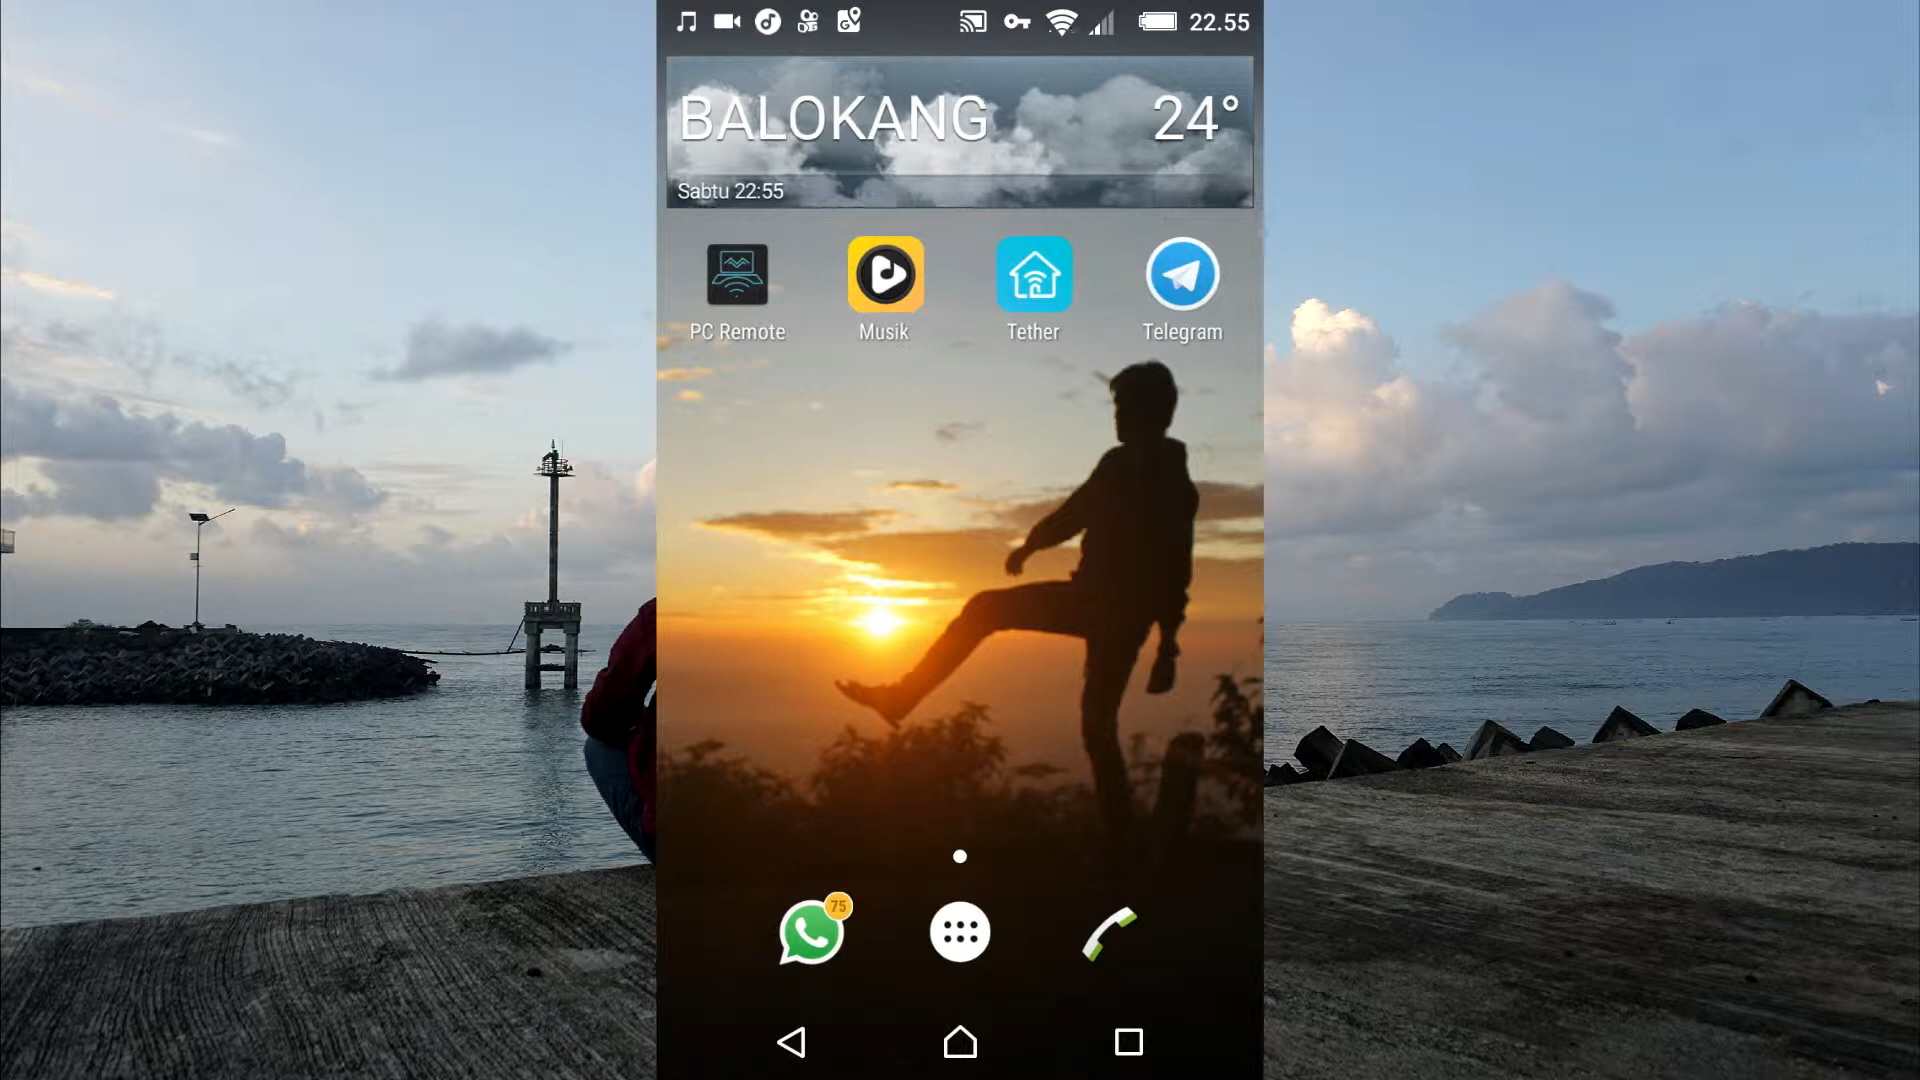 22.55
BALOKANG 24°
Sabtu 22:55
PC Remote Musik Tether Telegram
75